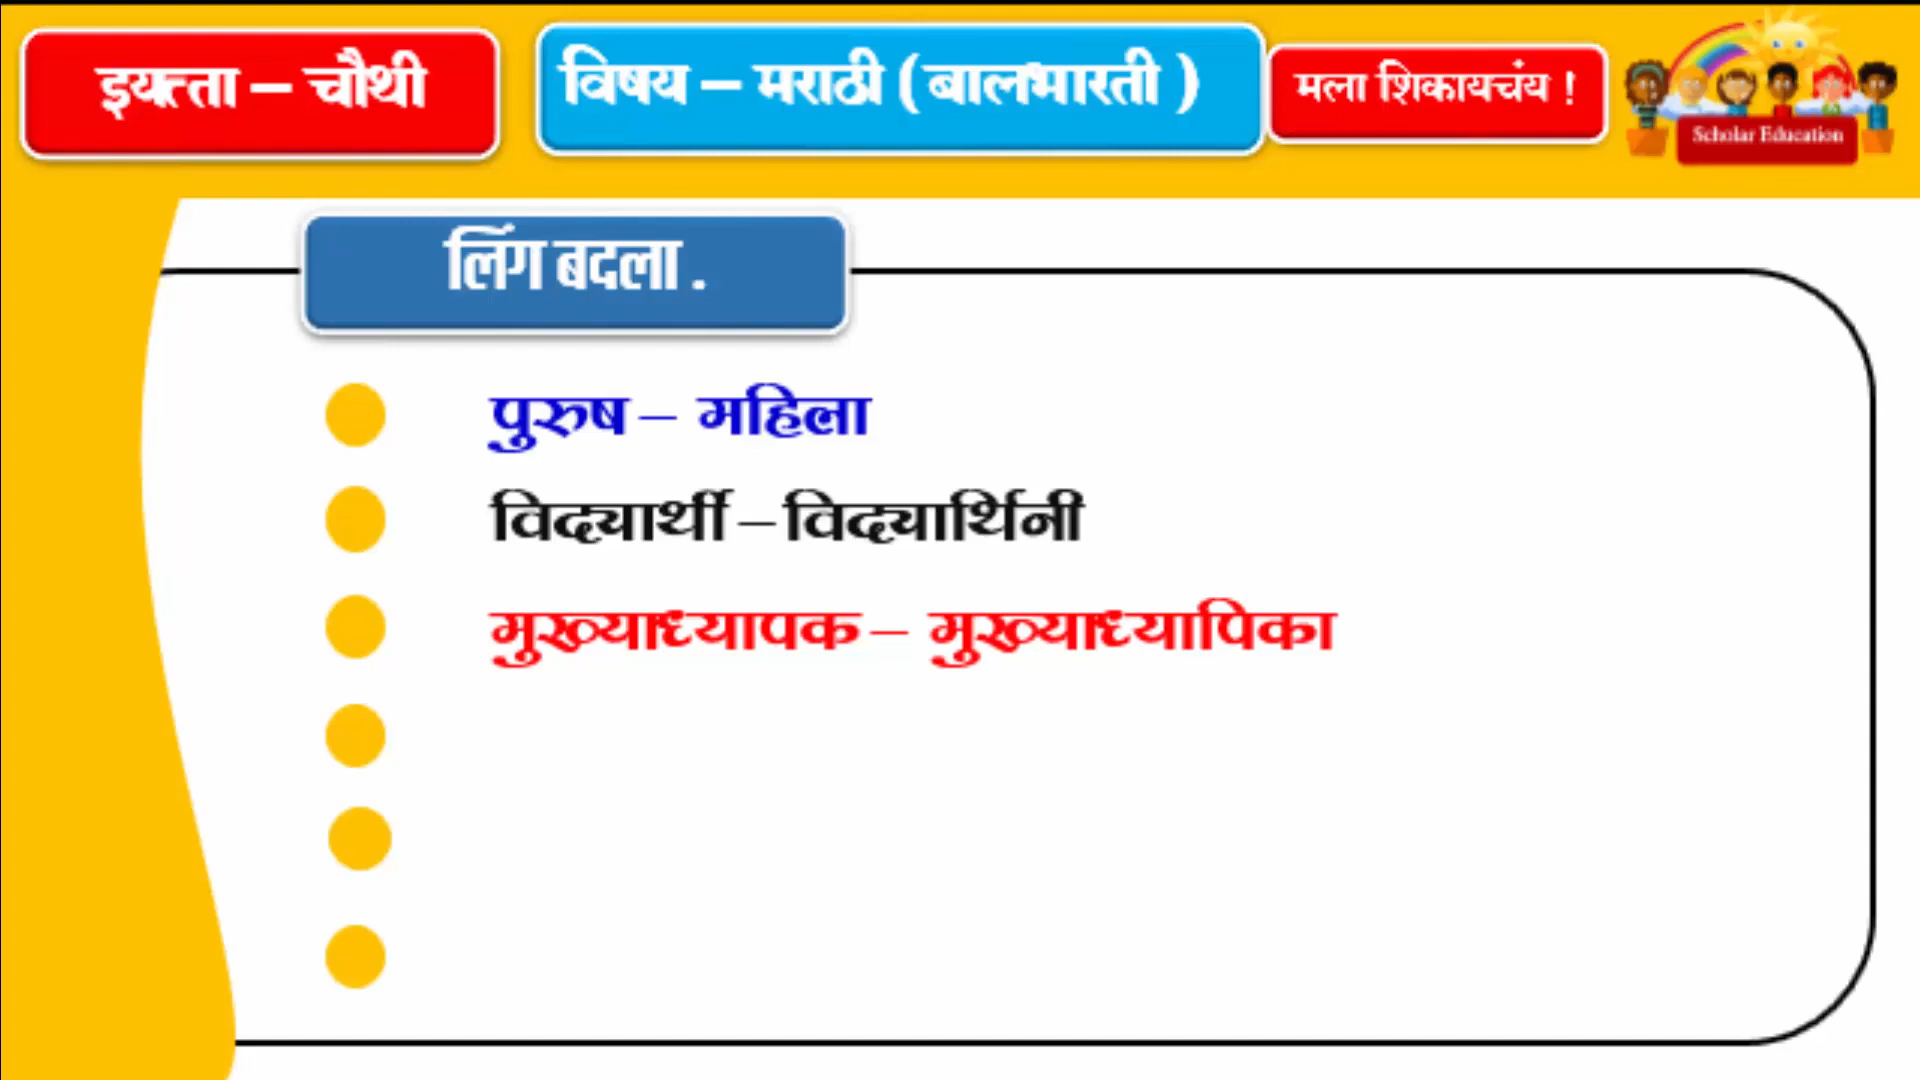 इयत्ता – चौथी
विषय – मराठी ( बालभारती )
मला शिकायचंय !
Scholar Education
लिंग बदला .
पुरुष – महिला
विद्यार्थी – विद्यार्थिनी
मुख्याध्यापक – मुख्याध्यापिका